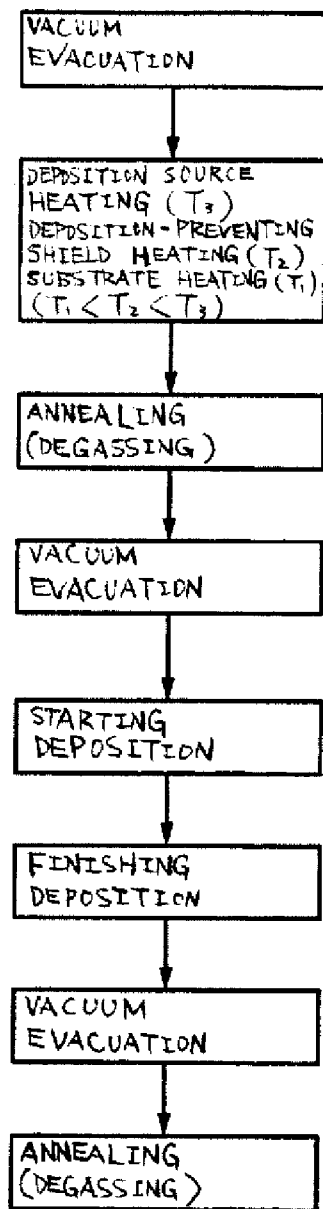 VACUUM
EVACUATION
DEPOSITION SOURCE
HEATING (T₃)
DEPOSITION-PREVENTING
SHIELD HEATING (T₂)
SUBSTRATE HEATING (T₁),
(T₁ < T₂ < T₃)
ANNEALING
(DEGASSING)
VACUUM
EVACUATION
STARTING
DEPOSITION
FINISHING
DEPOSITION
VACUUM
EVACUATION
ANNEALING
(DEGASSING)